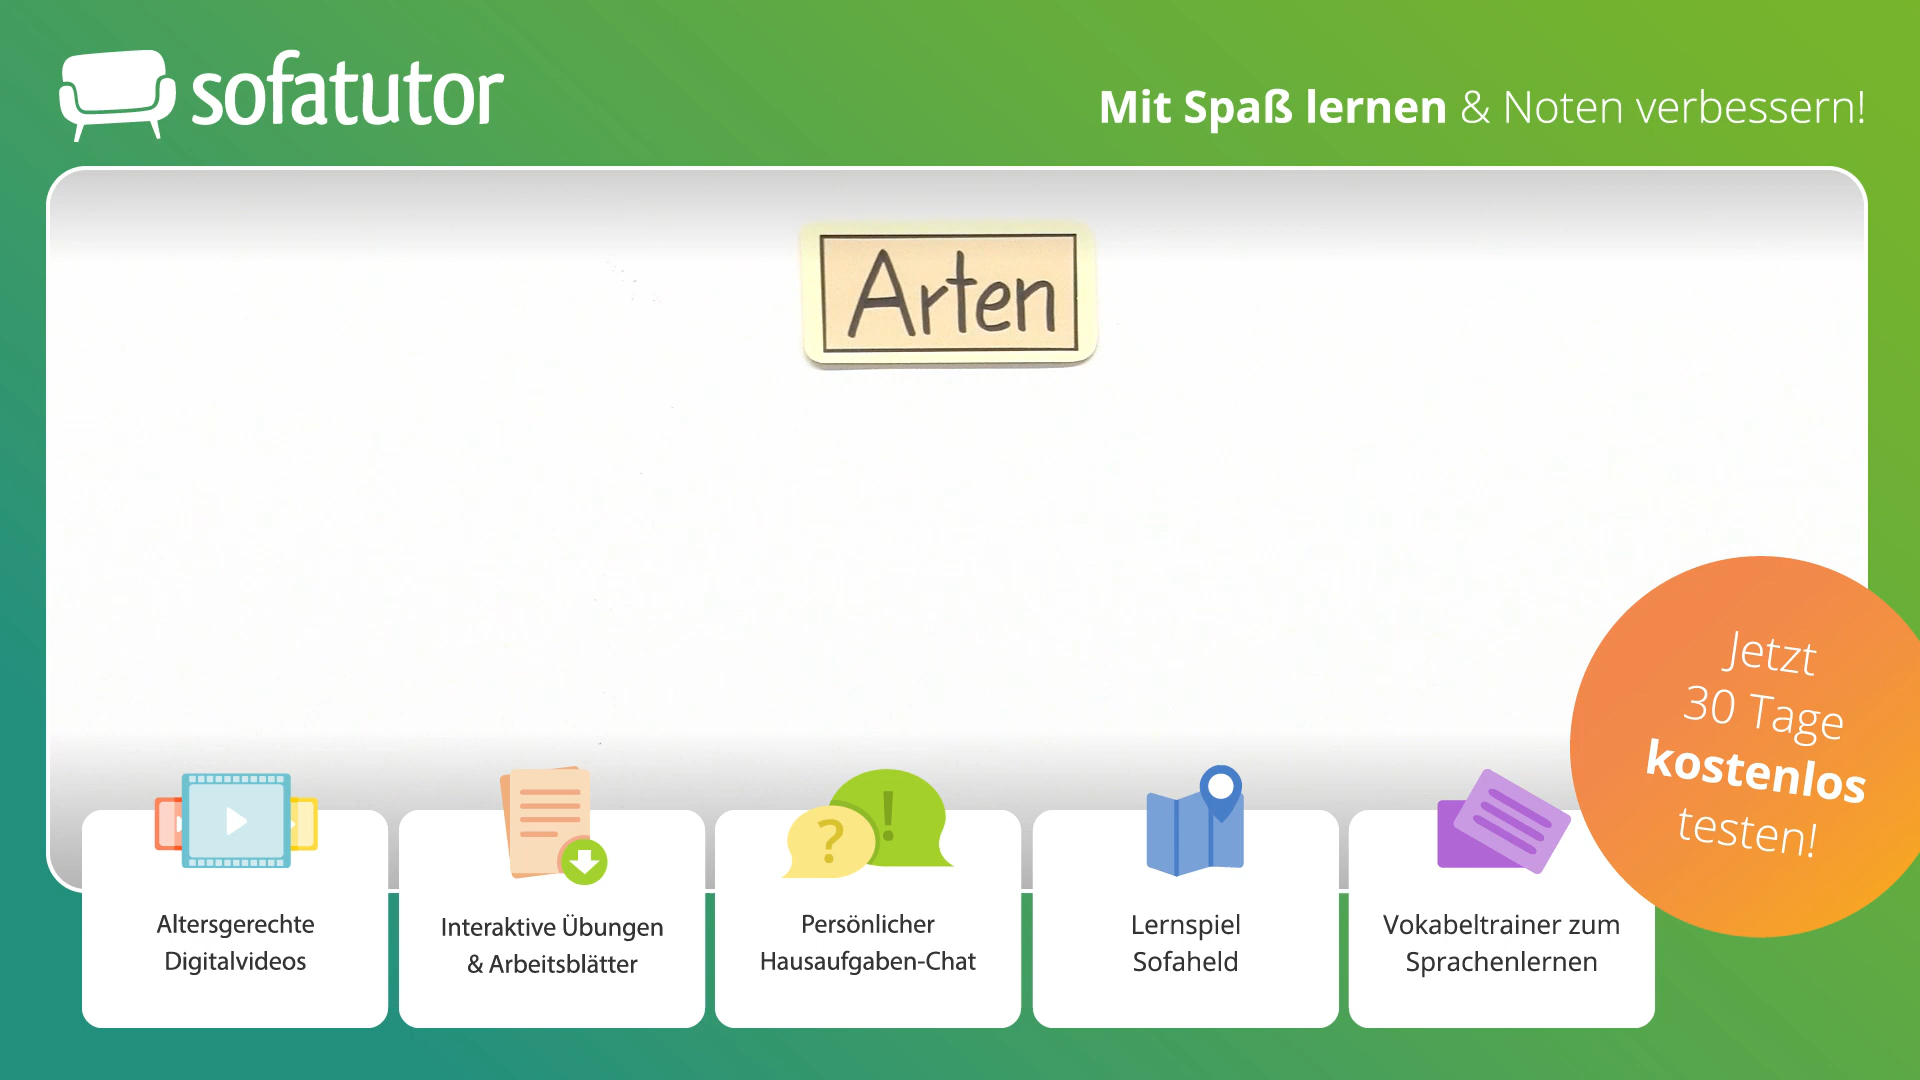 sofatutor
Mit Spaß lernen & Noten verbessern!
Arten
Jetzt
30 Tage
kostenlos
testen!
Altersgerechte
Digitalvideos
Interaktive Übungen
& Arbeitsblätter
?
!
Persönlicher
Hausaufgaben-Chat
Lernspiel
Sofaheld
Vokabeltrainer zum
Sprachenlernen